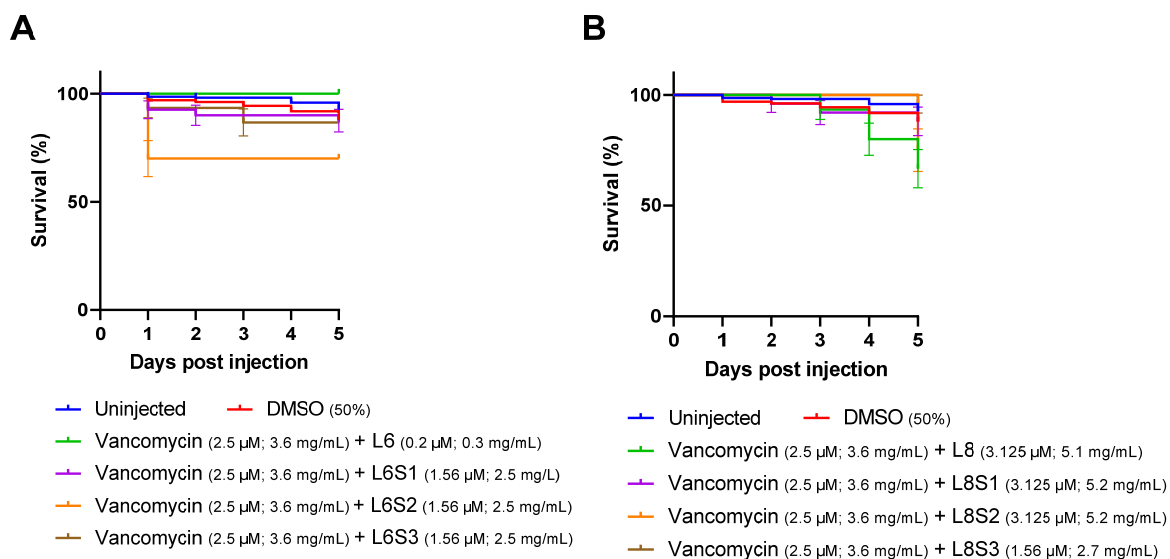 A
Survival (%)
100
50
0
0 1 2 3 4 5
Days post injection
Uninjected DMSO (50%)
Vancomycin (2.5 µM; 3.6 mg/mL) + L6 (0.2 µM; 0.3 mg/mL)
Vancomycin (2.5 µM; 3.6 mg/mL) + L6S1 (1.56 µM; 2.5 mg/L)
Vancomycin (2.5 µM; 3.6 mg/mL) + L6S2 (1.56 µM; 2.5 mg/mL)
Vancomycin (2.5 µM; 3.6 mg/mL) + L6S3 (1.56 µM; 2.5 mg/mL)
B
Survival (%)
100
50
0
0 1 2 3 4 5
Days post injection
Uninjected DMSO (50%)
Vancomycin (2.5 µM; 3.6 mg/mL) + L8 (3.125 µM; 5.1 mg/mL)
Vancomycin (2.5 µM; 3.6 mg/mL) + L8S1 (3.125 µM; 5.2 mg/mL)
Vancomycin (2.5 µM; 3.6 mg/mL) + L8S2 (3.125 µM; 5.2 mg/mL)
Vancomycin (2.5 µM; 3.6 mg/mL) + L8S3 (1.56 µM; 2.7 mg/mL)